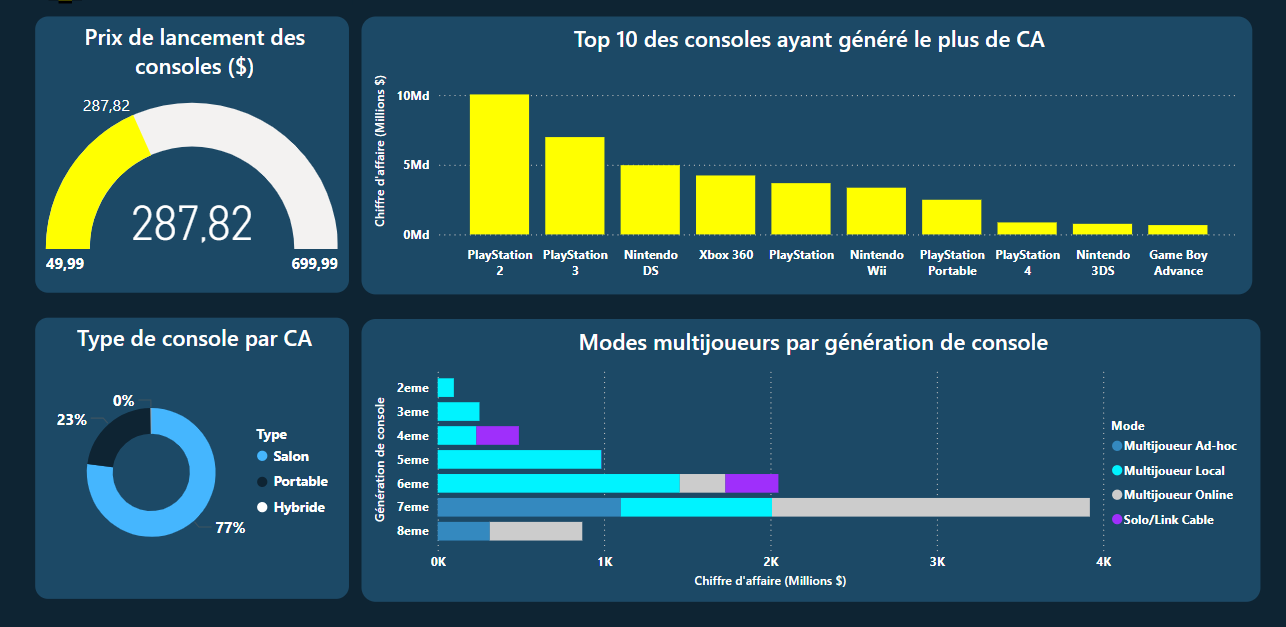 Prix de lancement des
consoles ($)
287,82
287,82
49,99
699,99
Top 10 des consoles ayant généré le plus de CA
Chiffre d'affaire (Millions $)
10Md
5Md
0Md
PlayStation
2
PlayStation
3
Nintendo
DS
Xbox 360
PlayStation
Nintendo
Wii
PlayStation
Portable
PlayStation
4
Nintendo
3DS
Game Boy
Advance
Type de console par CA
0%
23%
77%
Type
Salon
Portable
Hybride
Modes multijoueurs par génération de console
Génération de console
2eme
3eme
4eme
5eme
6eme
7eme
8eme
0K
1K
2K
3K
4K
Chiffre d'affaire (Millions $)
Mode
Multijoueur Ad-hoc
Multijoueur Local
Multijoueur Online
Solo/Link Cable